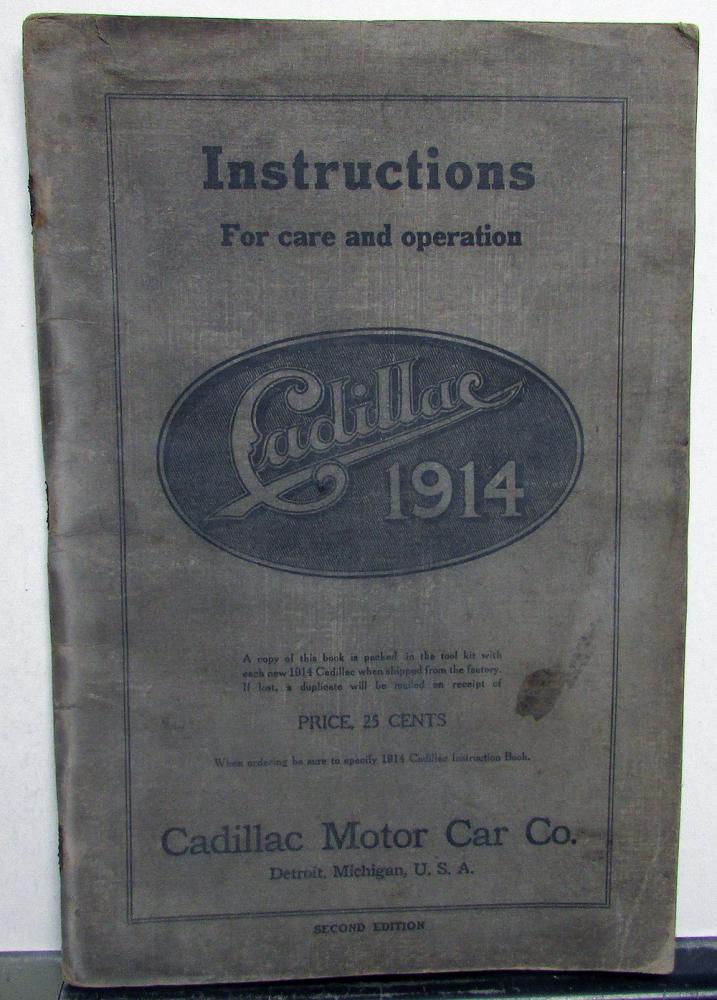 Instructions
For care and operation
Cadillac
1914
A copy of this book is packed in the tool kit with
each new 1914 Cadillac when shipped from the factory.
If lost, a duplicate will be mailed on receipt of
PRICE, 25 CENTS
When ordering be sure to specify 1914 Cadillac Instruction Book.
Cadillac Motor Car Co.
Detroit, Michigan, U. S. A.
SECOND EDITION